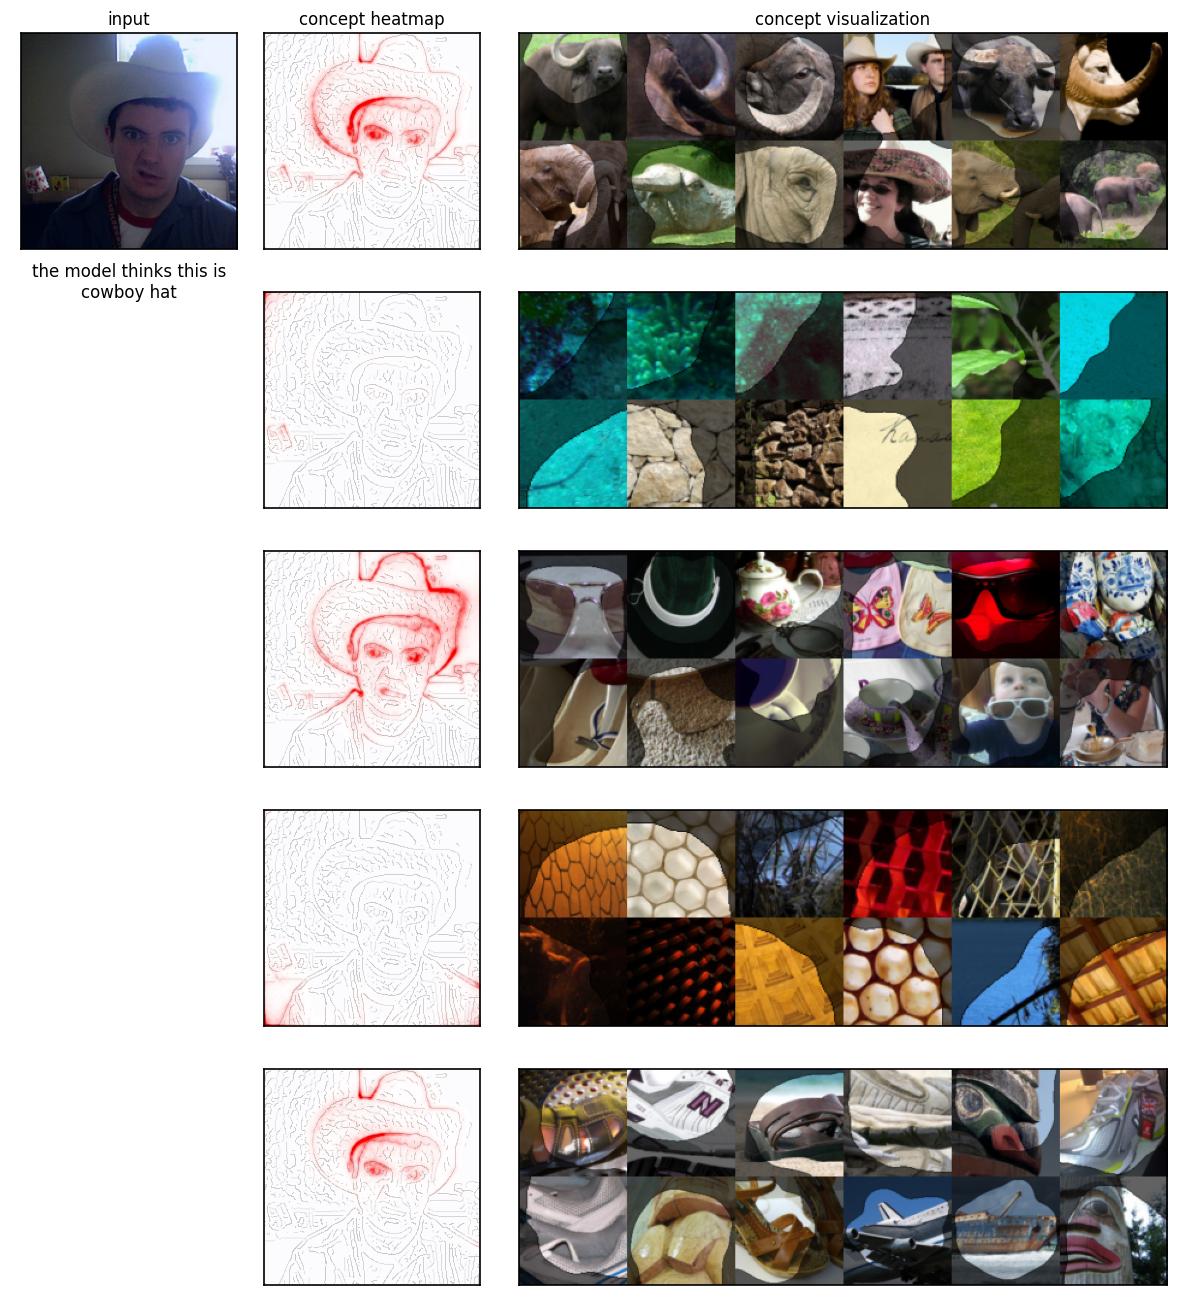 input
concept heatmap
concept visualization
the model thinks this is
cowboy hat
N